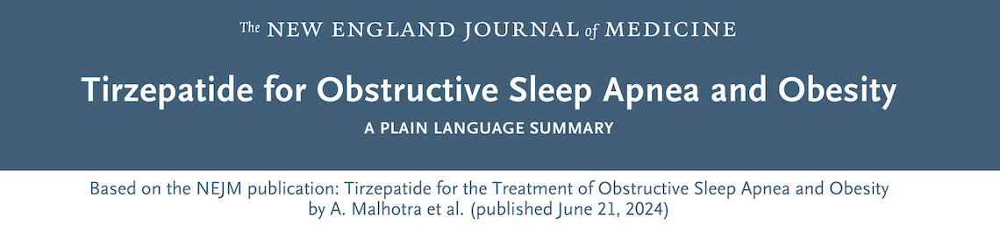 The NEW ENGLAND JOURNAL of MEDICINE
Tirzepatide for Obstructive Sleep Apnea and Obesity
A PLAIN LANGUAGE SUMMARY
Based on the NEJM publication: Tirzepatide for the Treatment of Obstructive Sleep Apnea and Obesity
by A. Malhotra et al. (published June 21, 2024)